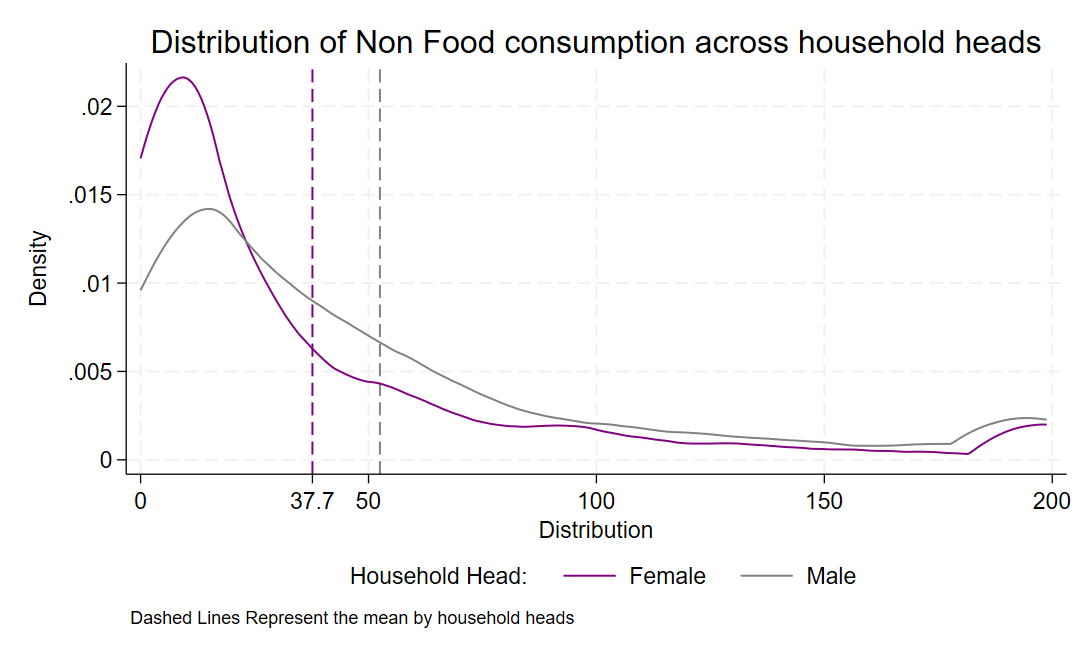 Distribution of Non Food consumption across household heads
Density
.02
.015
.01
.005
0
0 37.7 50 100 150 200
Distribution
Household Head: Female Male
Dashed Lines Represent the mean by household heads